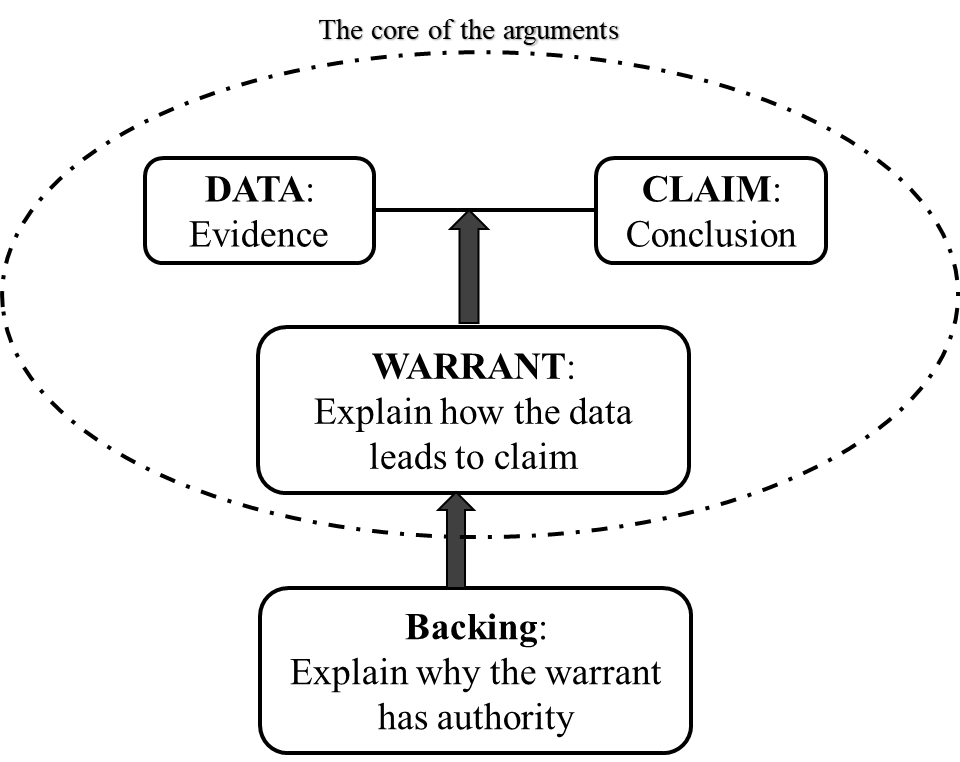 The core of the arguments
DATA:
Evidence
CLAIM:
Conclusion
WARRANT:
Explain how the data
leads to claim
Backing:
Explain why the warrant
has authority